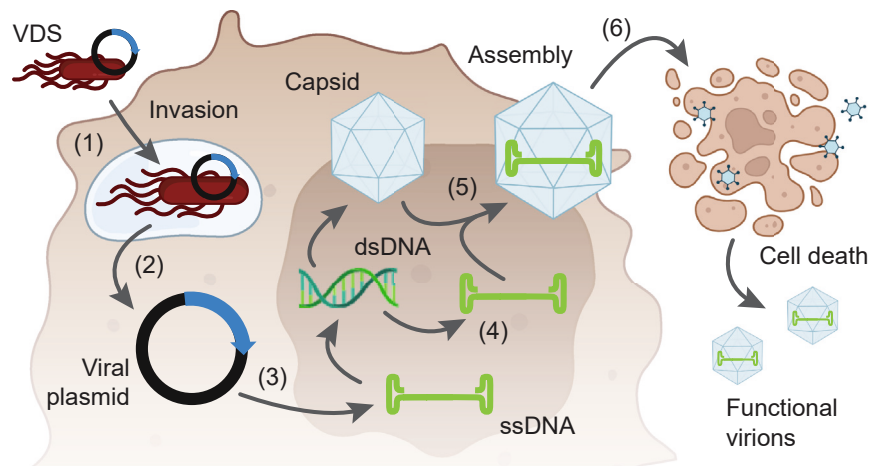 VDS
Invasion
(1)
(2)
Viral
plasmid
(3)
Capsid
dsDNA
ssDNA
(4)
(5)
Assembly
(6)
Cell death
Functional
virions